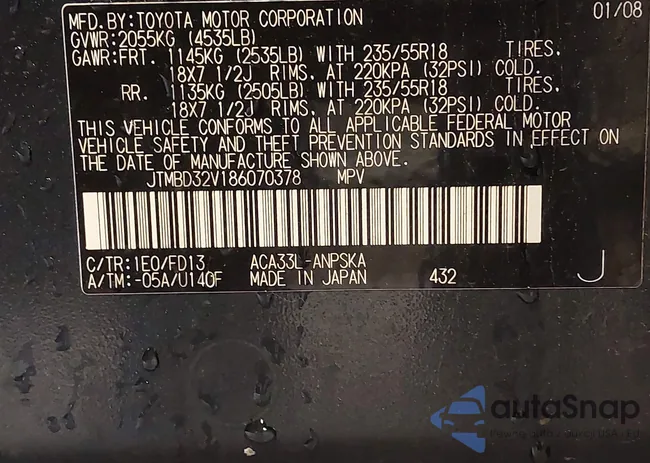 MFD.BY:TOYOTA MOTOR CORPORATION 01/08
GVWR:2055KG (4535LB)
GAWR:FRT. 1145KG (2535LB) WITH 235/55R18 TIRES,
18X7 1/2J RIMS, AT 220KPA (32PSI) COLD.
RR. 1135KG (2505LB) WITH 235/55R18 TIRES,
18X7 1/2J RIMS, AT 220KPA (32PSI) COLD.
THIS VEHICLE CONFORMS TO ALL APPLICABLE FEDERAL MOTOR
VEHICLE SAFETY AND THEFT PREVENTION STANDARDS IN EFFECT ON
THE DATE OF MANUFACTURE SHOWN ABOVE.
JTMBD32V186070378 MPV
C/TR:1E0/FD13 ACA33L-ANPSKA
A/TM:-05A/U140F MADE IN JAPAN 432 J
autaSnap